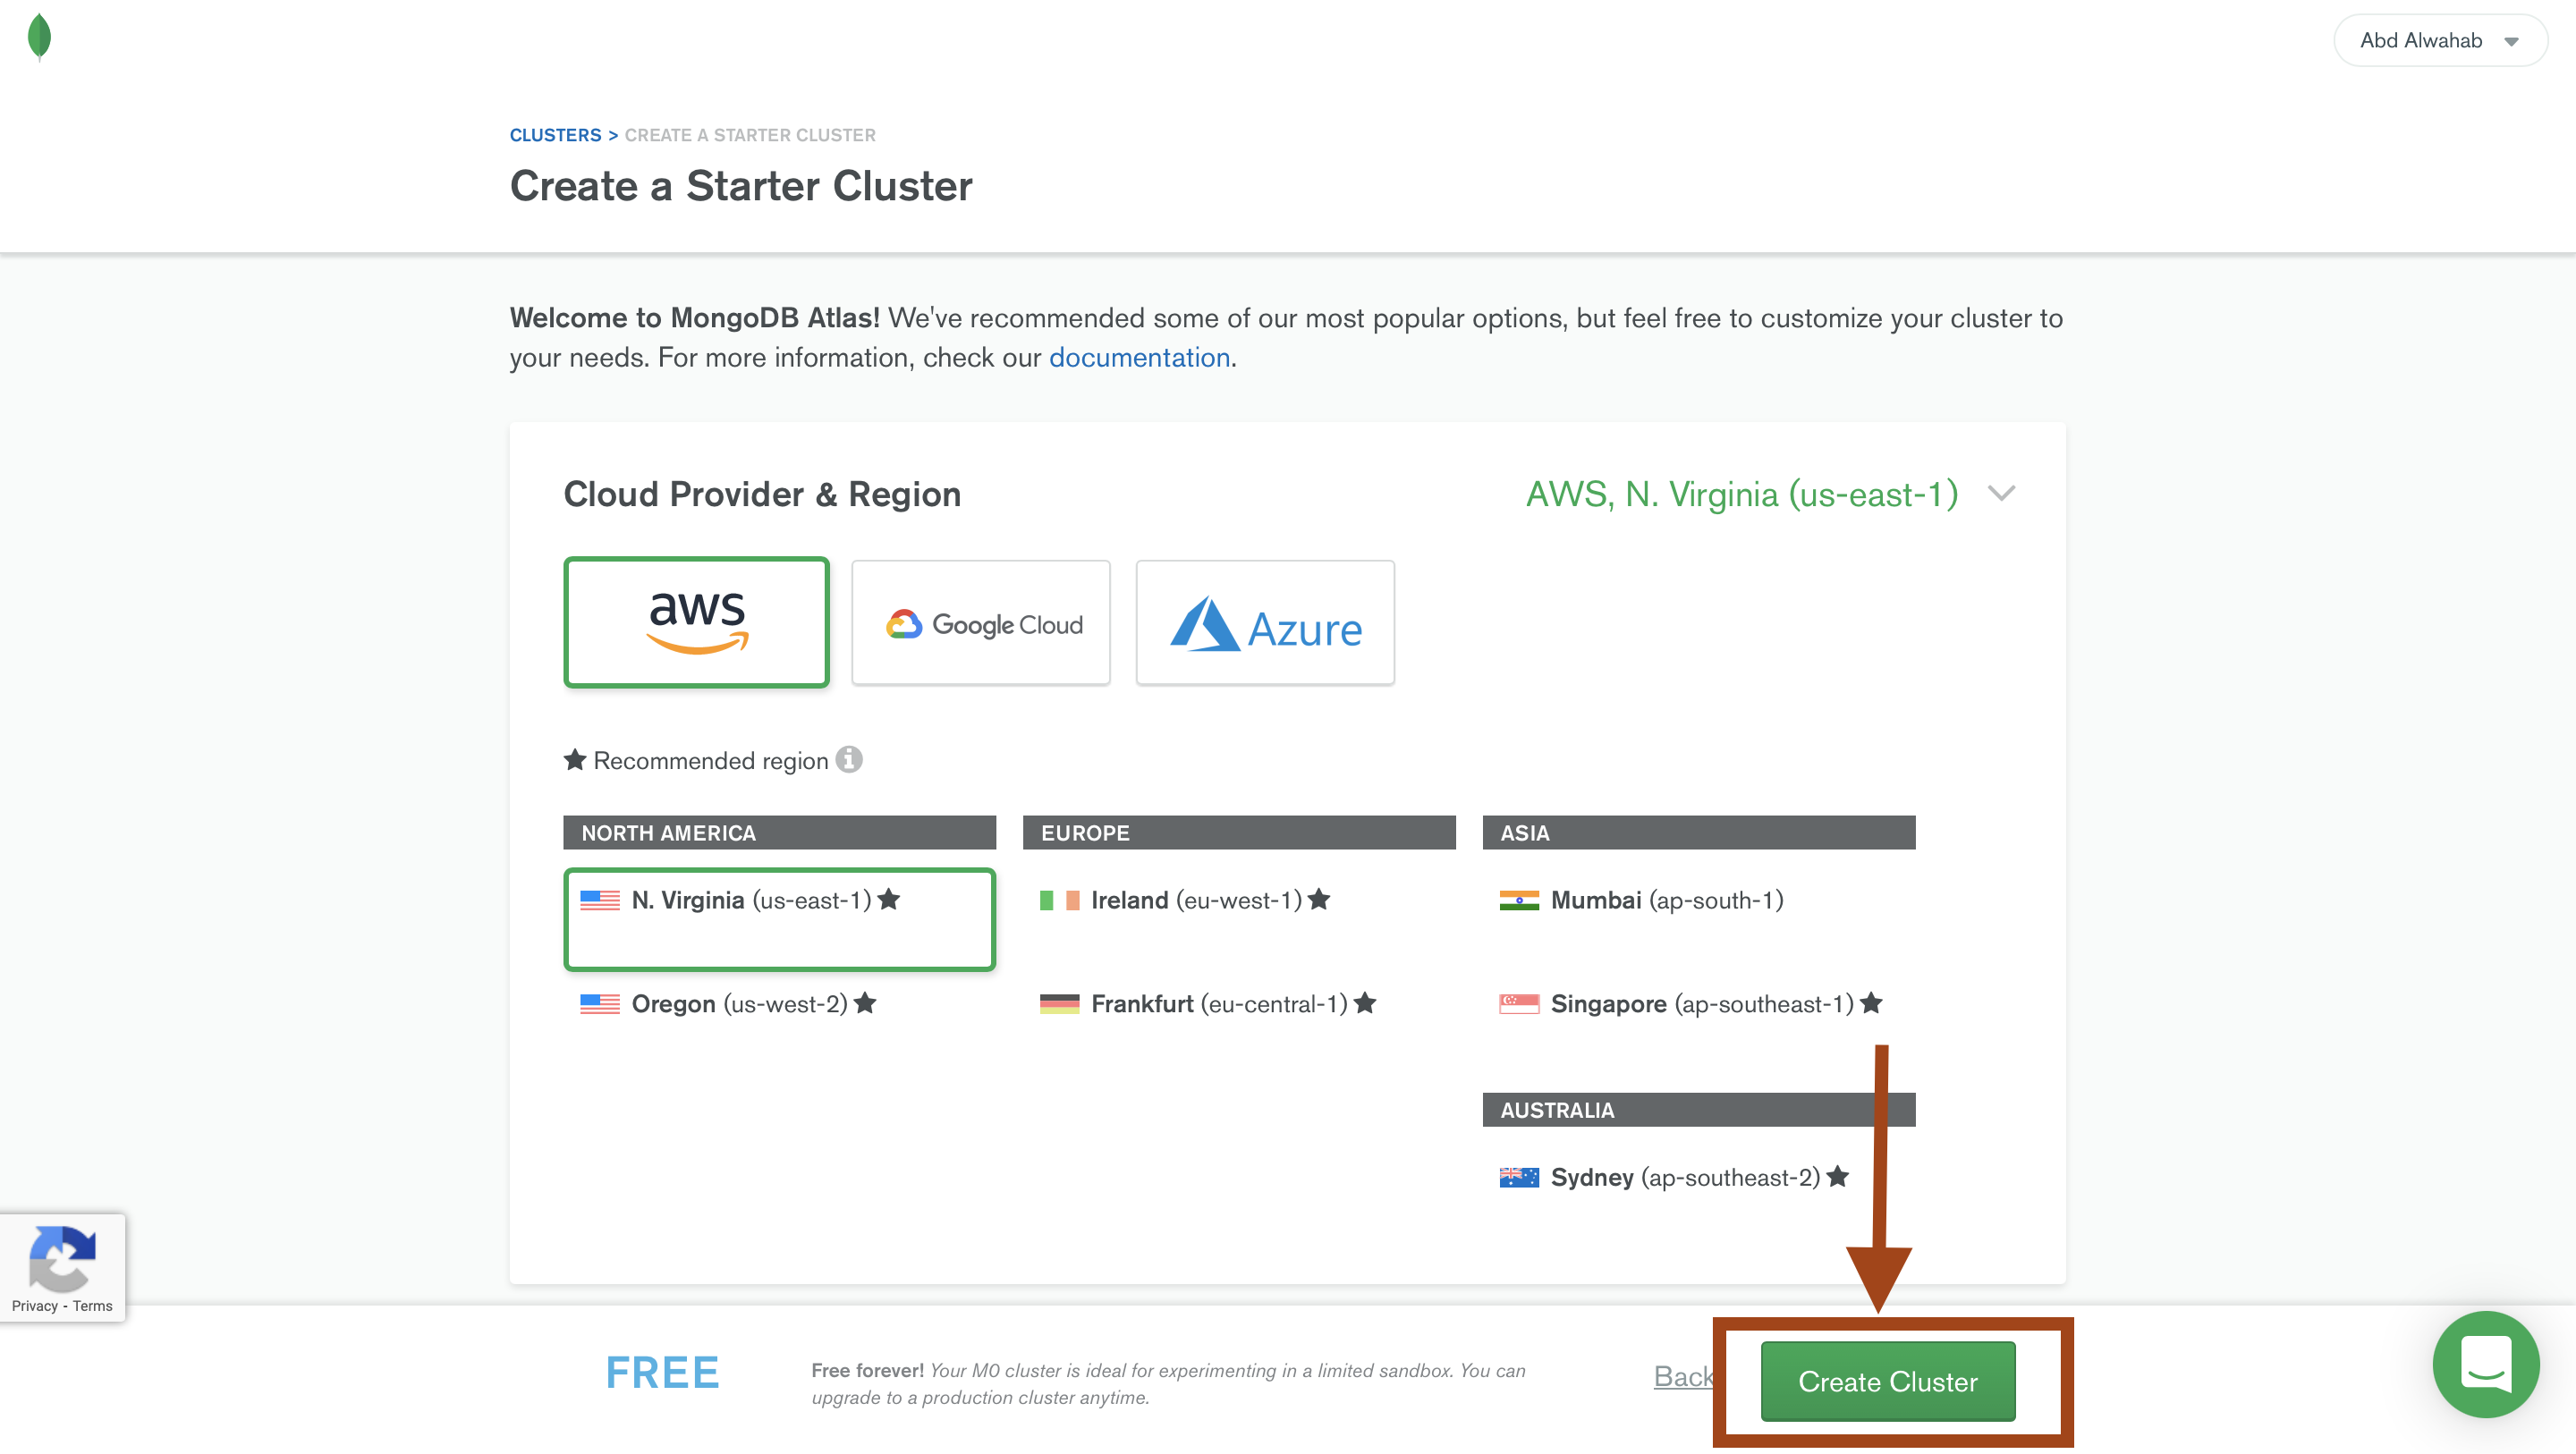 Abd Alwahab
CLUSTERS > CREATE A STARTER CLUSTER
Create a Starter Cluster
Welcome to MongoDB Atlas! We've recommended some of our most popular options, but feel free to customize your cluster to
your needs. For more information, check our documentation.
Cloud Provider & Region
AWS, N. Virginia (us-east-1)
aws
Google Cloud
Azure
Recommended region
NORTH AMERICA
N. Virginia (us-east-1)
Oregon (us-west-2)
EUROPE
Ireland (eu-west-1)
Frankfurt (eu-central-1)
ASIA
Mumbai (ap-south-1)
Singapore (ap-southeast-1)
AUSTRALIA
Sydney (ap-southeast-2)
Privacy - Terms
FREE
Free forever! Your M0 cluster is ideal for experimenting in a limited sandbox. You can
upgrade to a production cluster anytime.
Back
Create Cluster